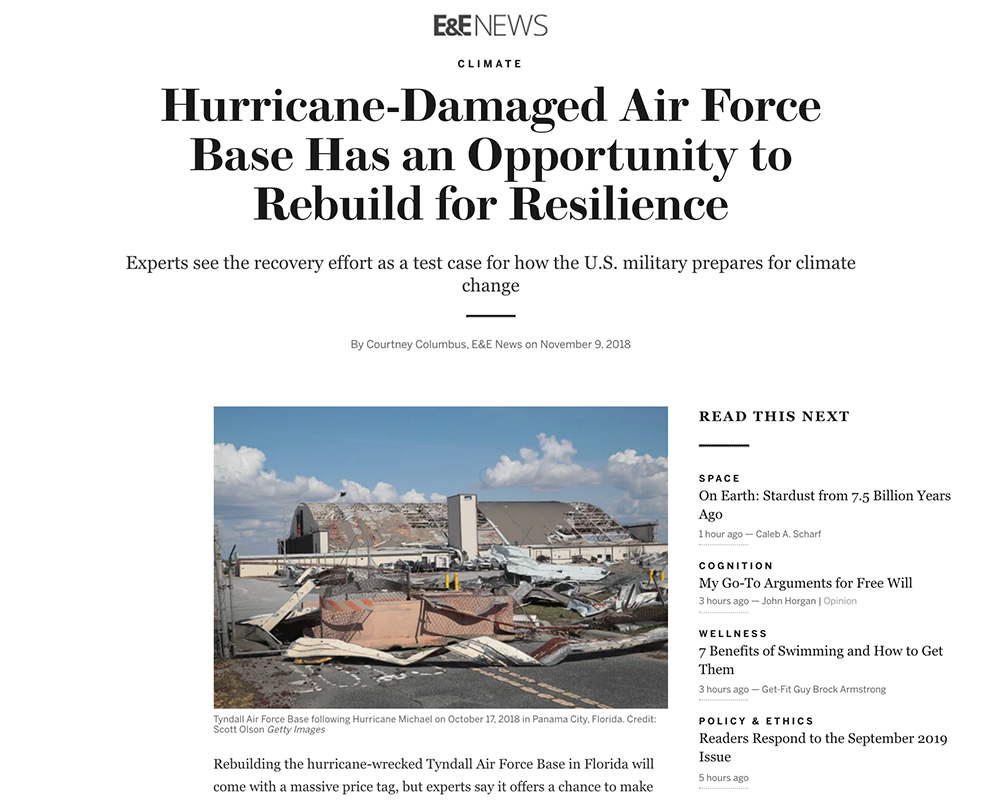 E&E NEWS
CLIMATE
Hurricane-Damaged Air Force
Base Has an Opportunity to
Rebuild for Resilience
Experts see the recovery effort as a test case for how the U.S. military prepares for climate
change
By Courtney Columbus, E&E News on November 9, 2018
Tyndall Air Force Base following Hurricane Michael on October 17, 2018 in Panama City, Florida. Credit:
Scott Olson Getty Images
Rebuilding the hurricane-wrecked Tyndall Air Force Base in Florida will
come with a massive price tag, but experts say it offers a chance to make
READ THIS NEXT
SPACE
On Earth: Stardust from 7.5 Billion Years
Ago
1 hour ago — Caleb A. Scharf
COGNITION
My Go-To Arguments for Free Will
3 hours ago — John Horgan | Opinion
WELLNESS
7 Benefits of Swimming and How to Get
Them
3 hours ago — Get-Fit Guy Brock Armstrong
POLICY & ETHICS
Readers Respond to the September 2019
Issue
5 hours ago